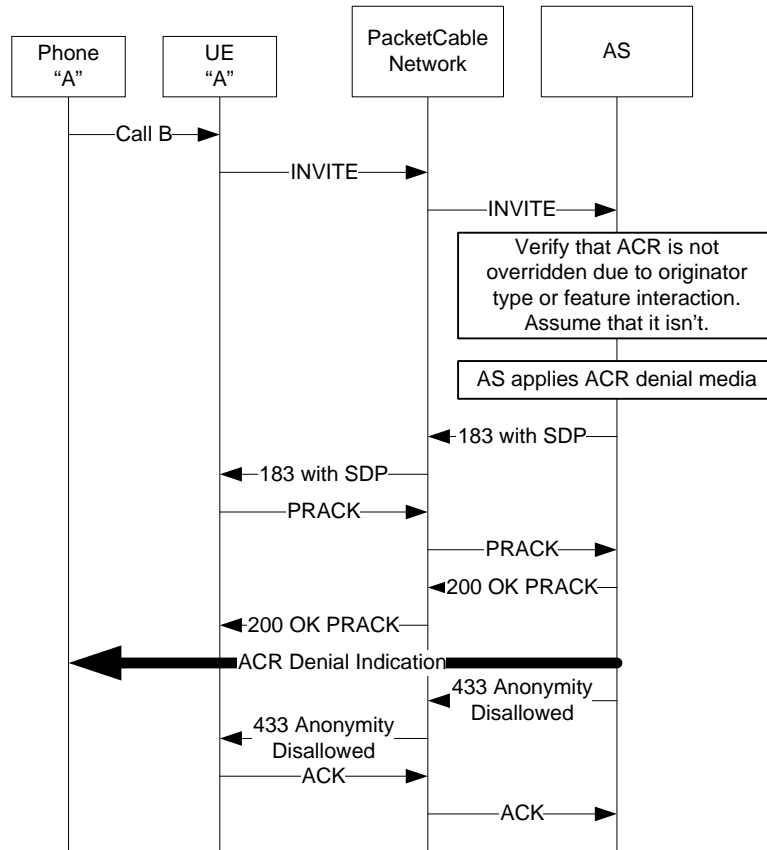 Phone
“A”
UE
“A”
PacketCable
Network
AS
Call B
INVITE
INVITE
Verify that ACR is not
overridden due to originator
type or feature interaction.
Assume that it isn't.
AS applies ACR denial media
183 with SDP
183 with SDP
PRACK
PRACK
200 OK PRACK
200 OK PRACK
ACR Denial Indication
433 Anonymity
Disallowed
433 Anonymity
Disallowed
ACK
ACK